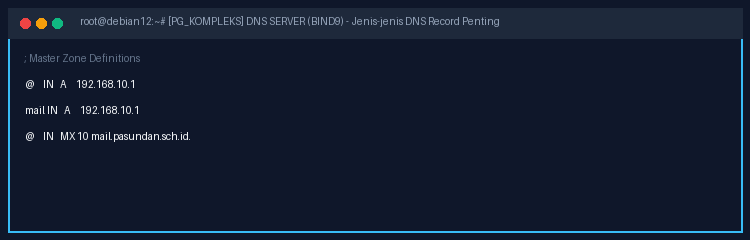 root@debian12:~# [PG_KOMPLEKS] DNS SERVER (BIND9) - Jenis-jenis DNS Record Penting
; Master Zone Definitions
@ IN A 192.168.10.1
mail IN A 192.168.10.1
@ IN MX 10 mail.pasundan.sch.id.